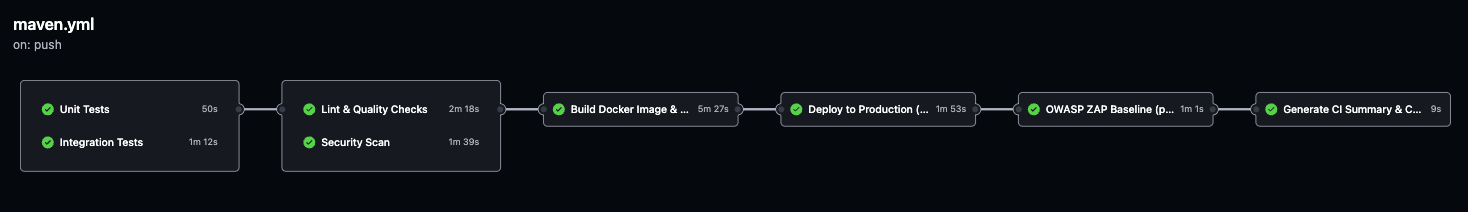 maven.yml
on: push
Unit Tests 50s
Integration Tests 1m 12s
Lint & Quality Checks 2m 18s
Security Scan 1m 39s
Build Docker Image & ... 5m 27s
Deploy to Production (... 1m 53s
OWASP ZAP Baseline (p... 1m 1s
Generate CI Summary & C... 9s